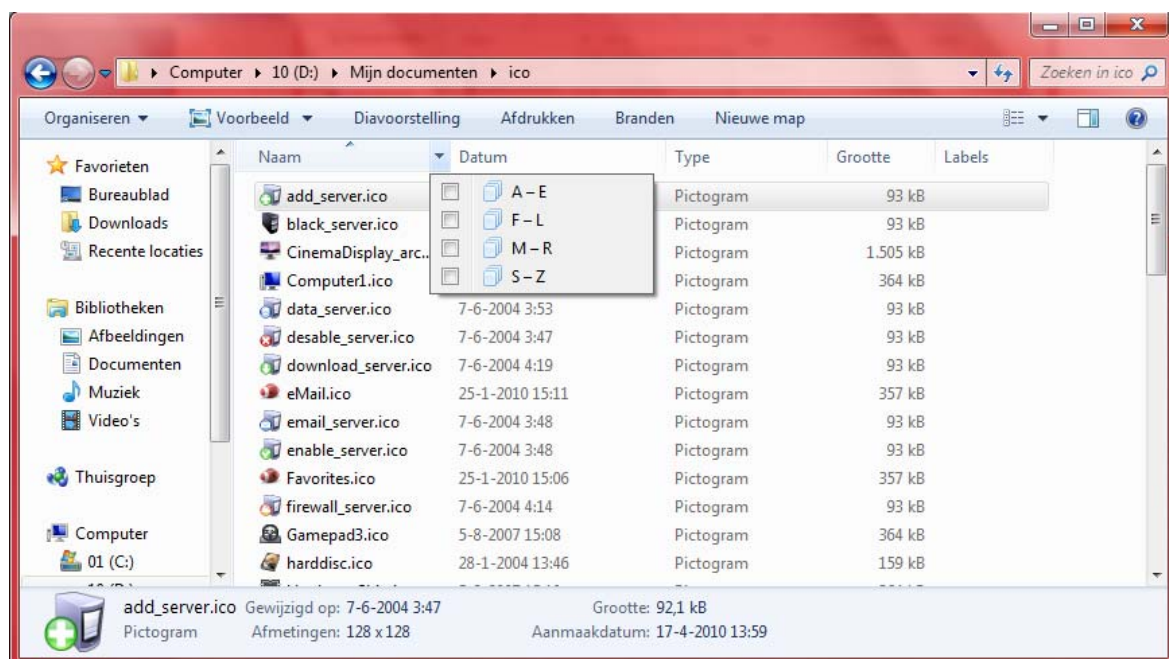 Computer 10 (D:) Mijn documenten ico
Zoeken in ico
Organiseren Voorbeeld Diavoorstelling Afdrukken Branden Nieuwe map
Favorieten
Bureaublad
Downloads
Recente locaties
Bibliotheken
Afbeeldingen
Documenten
Muziek
Video's
Thuisgroep
Computer
01 (C:)
Naam Datum Type Grootte Labels
A – E
F – L
M – R
S – Z
add_server.ico Pictogram 93 kB
black_server.ico Pictogram 93 kB
CinemaDisplay_arc... Pictogram 1.505 kB
Computer1.ico Pictogram 364 kB
data_server.ico 7-6-2004 3:53 Pictogram 93 kB
desable_server.ico 7-6-2004 3:47 Pictogram 93 kB
download_server.ico 7-6-2004 4:19 Pictogram 93 kB
eMail.ico 25-1-2010 15:11 Pictogram 357 kB
email_server.ico 7-6-2004 3:48 Pictogram 93 kB
enable_server.ico 7-6-2004 3:48 Pictogram 93 kB
Favorites.ico 25-1-2010 15:06 Pictogram 357 kB
firewall_server.ico 7-6-2004 4:14 Pictogram 93 kB
Gamepad3.ico 5-8-2007 15:08 Pictogram 364 kB
harddisc.ico 28-1-2004 13:46 Pictogram 159 kB
add_server.ico Gewijzigd op: 7-6-2004 3:47 Grootte: 92,1 kB
Pictogram Afmetingen: 128 x 128 Aanmaakdatum: 17-4-2010 13:59